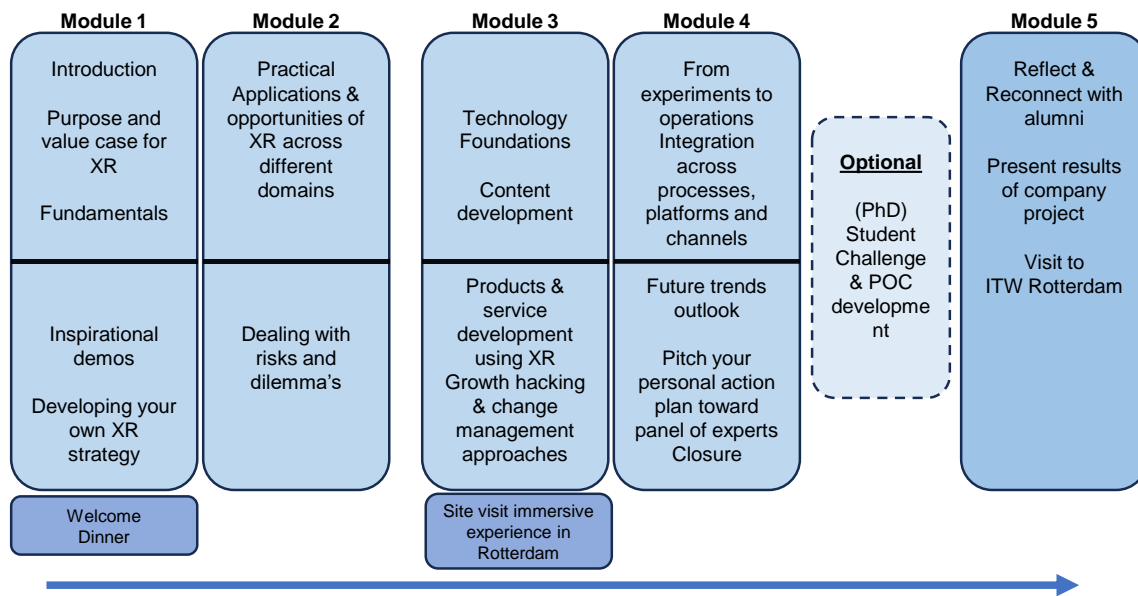 Module 1
Introduction
Purpose and
value case for
XR
Fundamentals
Inspirational
demos
Developing your
own XR
strategy
Welcome
Dinner
Module 2
Practical
Applications &
opportunities of
XR across
different
domains
Dealing with
risks and
dilemma's
Module 3
Technology
Foundations
Content
development
Products &
service
development
using XR
Growth hacking
& change
management
approaches
Site visit immersive
experience in
Rotterdam
Module 4
From
experiments to
operations
Integration
across
processes,
platforms and
channels
Future trends
outlook
Pitch your
personal action
plan toward
panel of experts
Closure
Optional
(PhD)
Student
Challenge
& POC
developme
nt
Module 5
Reflect &
Reconnect with
alumni
Present results
of company
project
Visit to
ITW Rotterdam